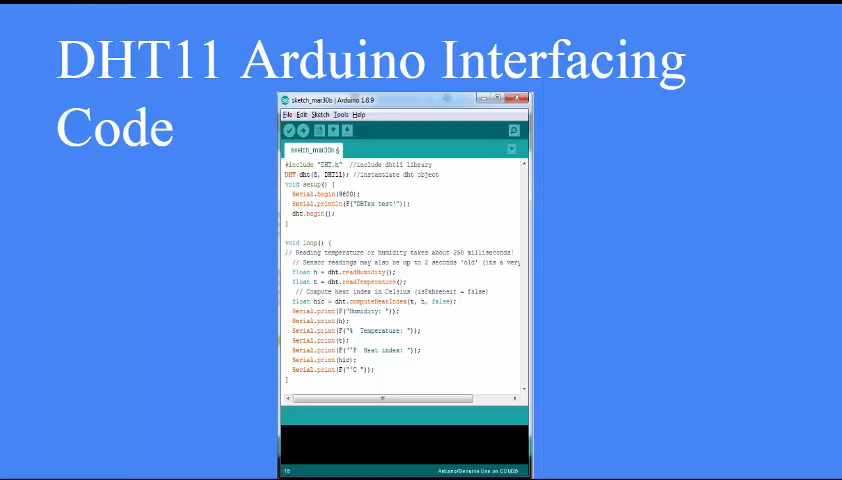 DHT11 Arduino Interfacing
Code
sketch_mar30b | Arduino 1.8.9
File Edit Sketch Tools Help
sketch_mar30b §
#include "DHT.h" //include dht11 library
DHT dht(8, DHT11); //instantiate dht object
void setup() {
Serial.begin(9600);
Serial.println(F("DHTxx test!"));
dht.begin();
}
void loop() {
// Reading temperature or humidity takes about 250 milliseconds!
// Sensor readings may also be up to 2 seconds 'old' (its a very
float h = dht.readHumidity();
float t = dht.readTemperature();
// Compute heat index in Celsius (isFahreheit = false)
float hic = dht.computeHeatIndex(t, h, false);
Serial.print(F("Humidity: "));
Serial.print(h);
Serial.print(F("%  Temperature: "));
Serial.print(t);
Serial.print(F("°F  Heat index: "));
Serial.print(hic);
Serial.print(F("°C "));
}
18
Arduino/Genuino Uno on COM35